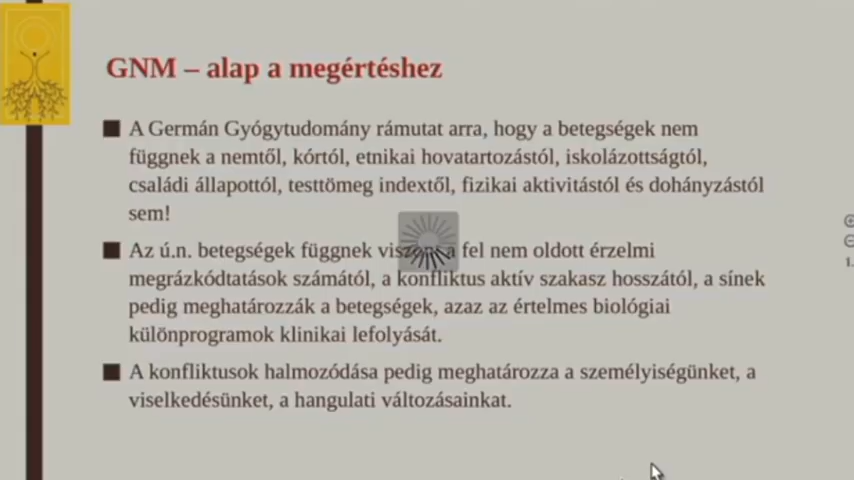 GNM – alap a megértéshez
A Germán Gyógytudomány rámutat arra, hogy a betegségek nem
függnek a nemtől, kórtól, etnikai hovatartozástól, iskolázottságtól,
családi állapottól, testtömeg indextől, fizikai aktivitástól és dohányzástól
sem!
Az ú.n. betegségek függnek viszont a fel nem oldott érzelmi
megrázkódtatások számától, a konfliktus aktív szakasz hosszától, a sínek
pedig meghatározzák a betegségek, azaz az értelmes biológiai
különprogramok klinikai lefolyását.
A konfliktusok halmozódása pedig meghatározza a személyiségünket, a
viselkedésünket, a hangulati változásainkat.
1.